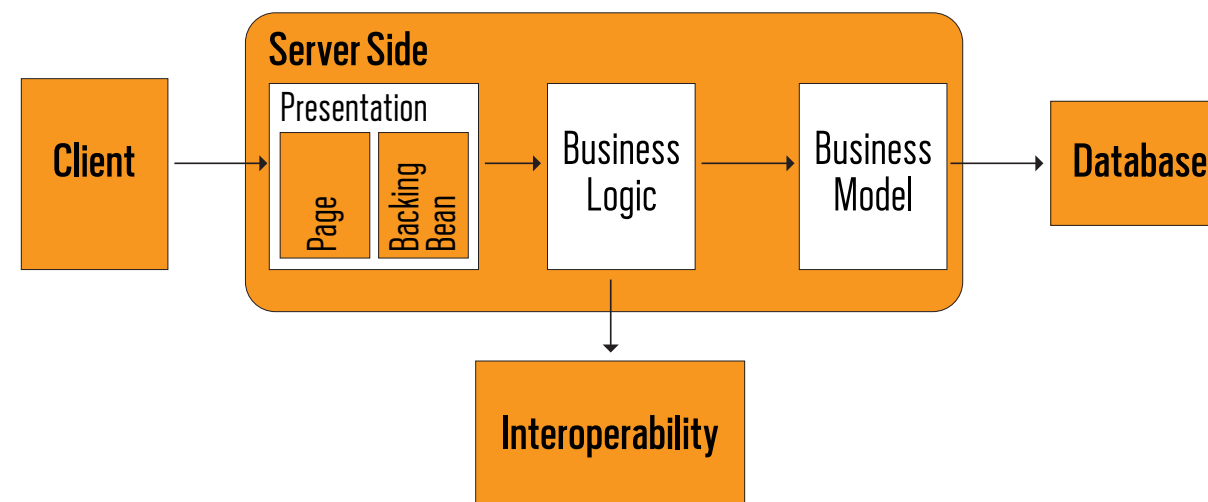 Server Side
Client
Presentation
Page
Backing
Bean
Business
Logic
Business
Model
Database
Interoperability